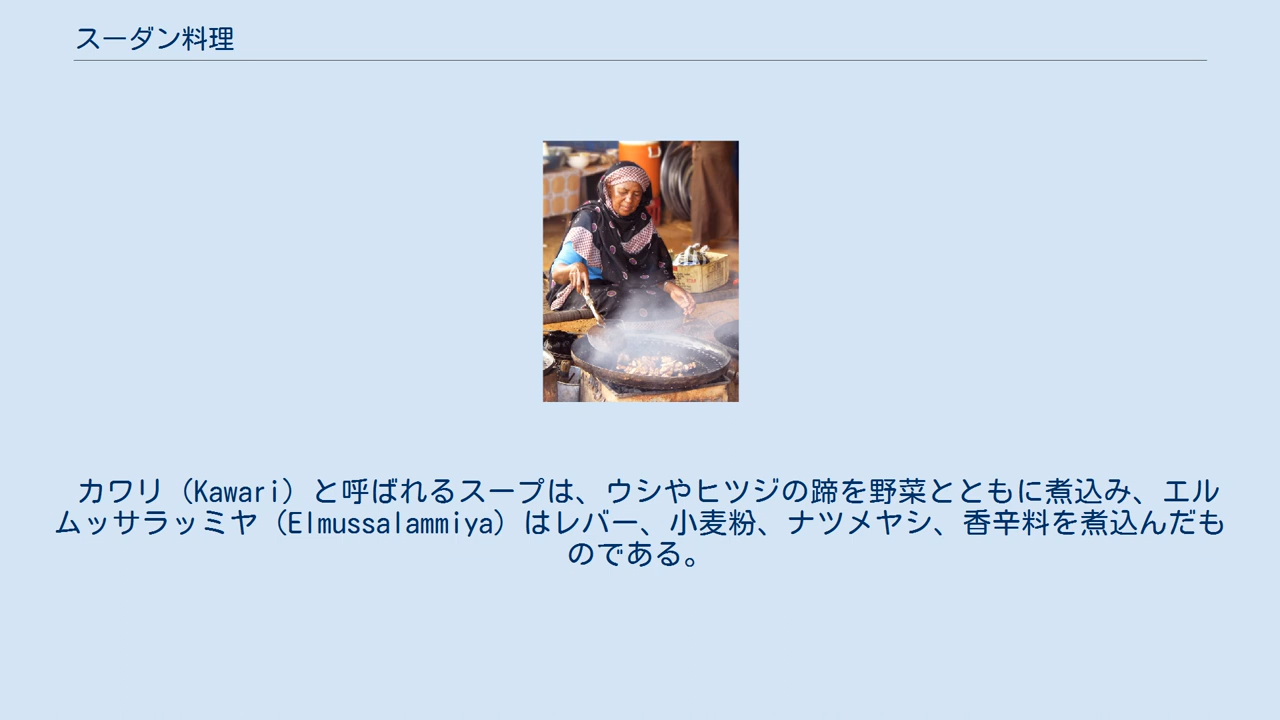 スーダン料理
カワリ（Kawari）と呼ばれるスープは、ウシやヒツジの蹄を野菜とともに煮込み、エル
ムッサラッミヤ（Elmussalammiya）はレバー、小麦粉、ナツメヤシ、香辛料を煮込んだも
のである。